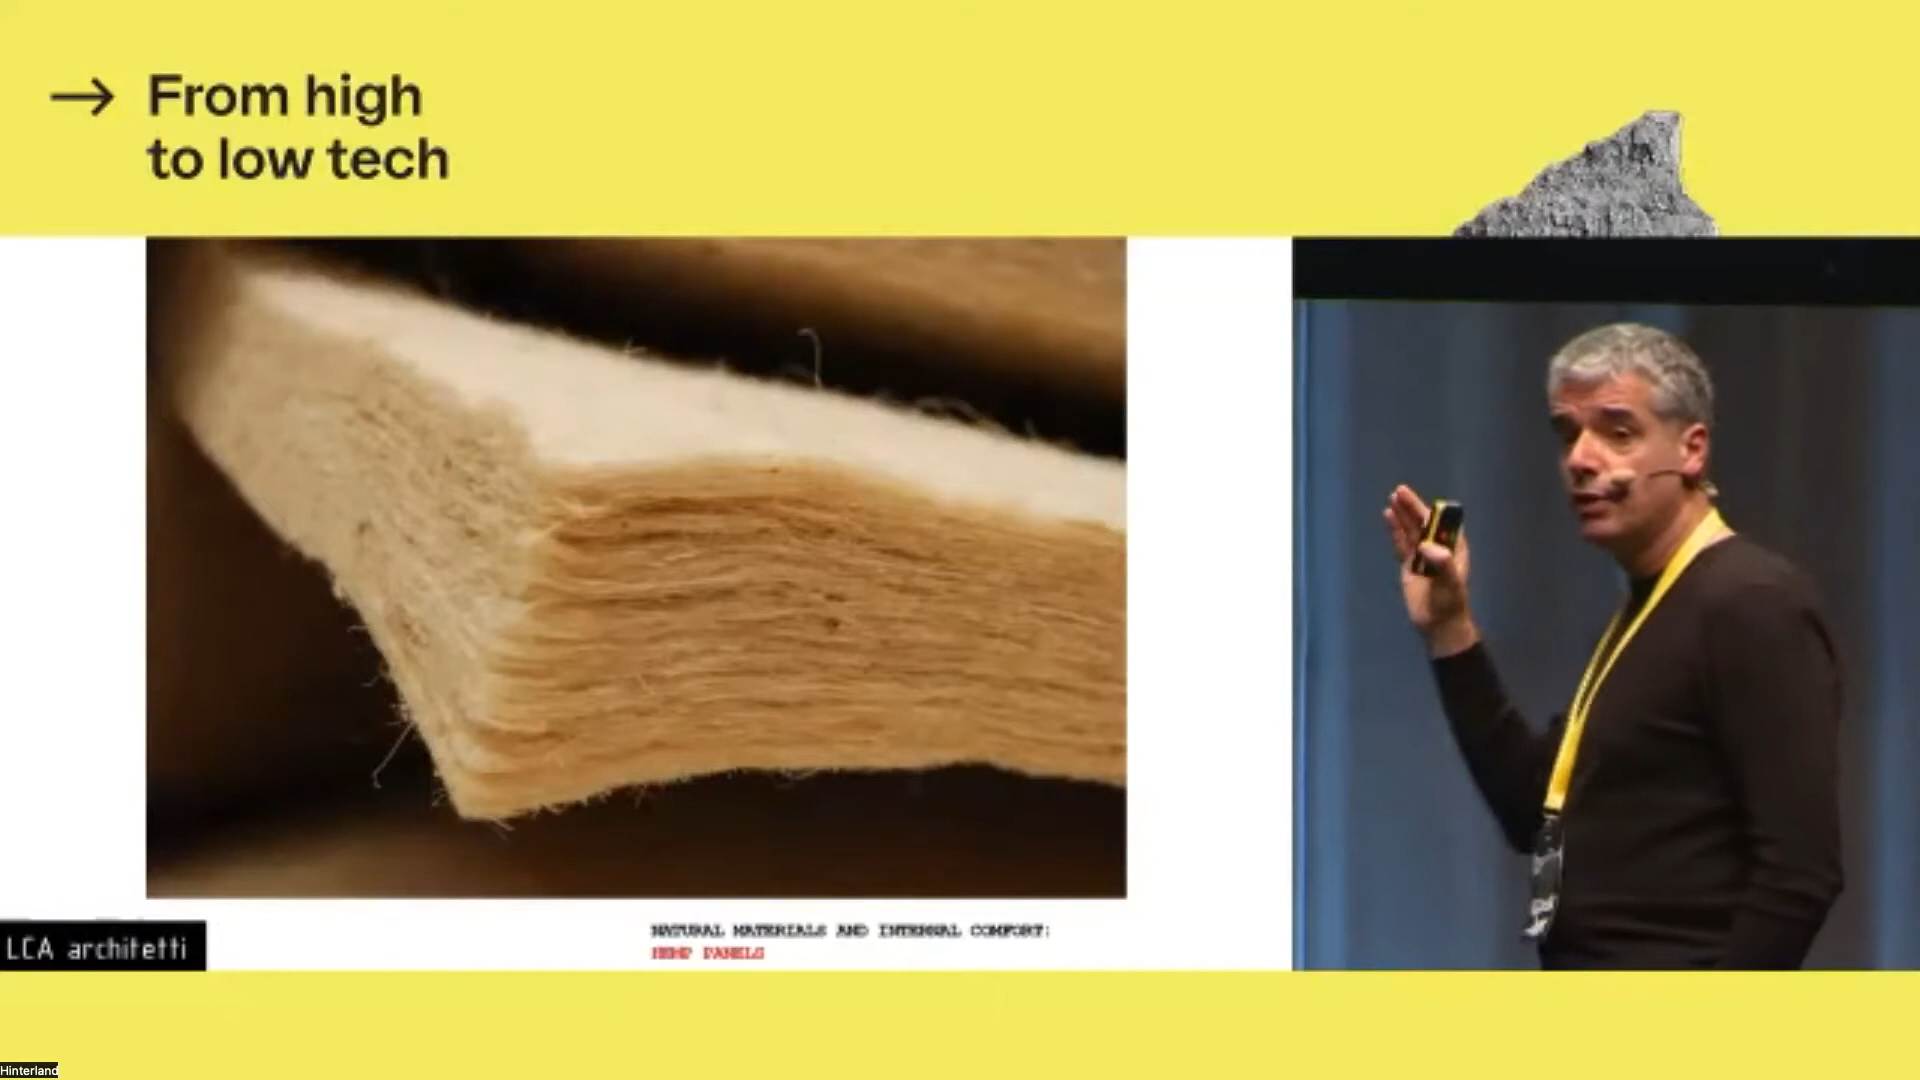 → From high
to low tech
LCA architetti
NATURAL MATERIALS AND INTERNAL COMFORT:
HEMP PANELS
Hinterland